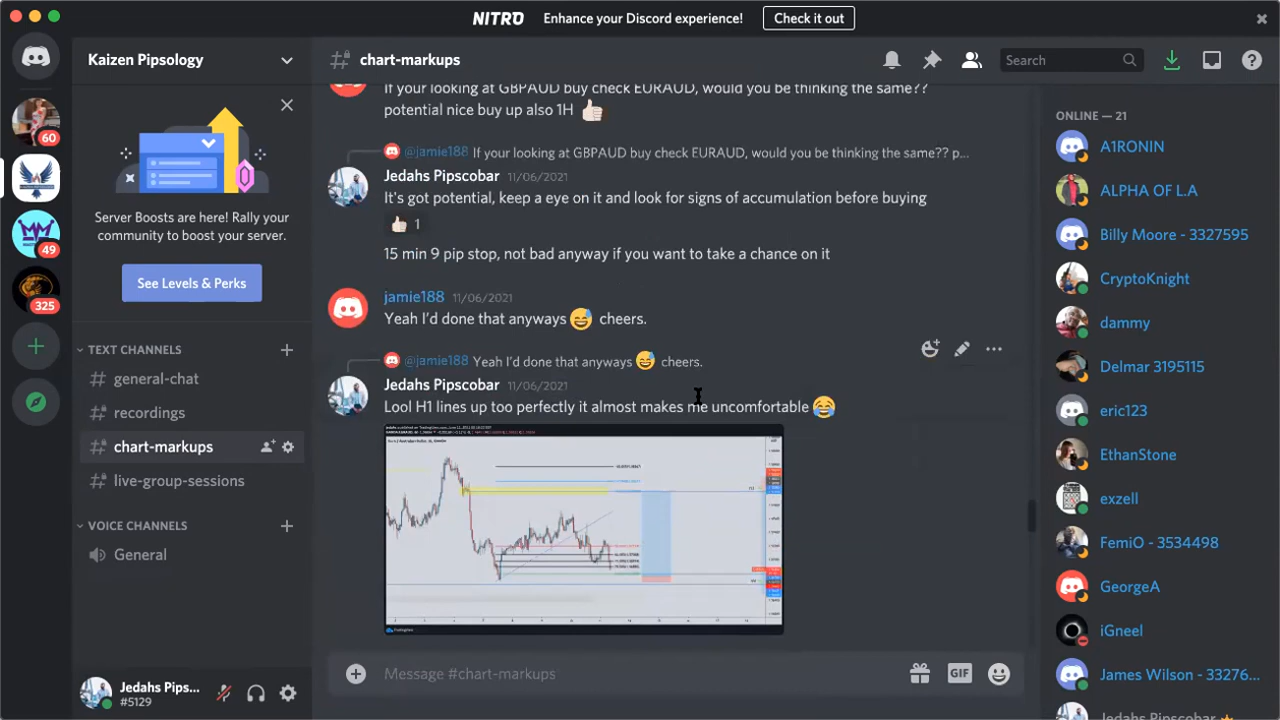 NITRO Enhance your Discord experience! Check it out
Kaizen Pipsology
chart-markups
Search
60
49
325
Server Boosts are here! Rally your
community to boost your server.
See Levels & Perks
TEXT CHANNELS
general-chat
recordings
chart-markups
live-group-sessions
VOICE CHANNELS
General
Jedahs Pips...
#5129
If your looking at GBPAUD buy check EURAUD, would you be thinking the same??
potential nice buy up also 1H
@jamie188 If your looking at GBPAUD buy check EURAUD, would you be thinking the same?? p...
Jedahs Pipscobar 11/06/2021
It's got potential, keep a eye on it and look for signs of accumulation before buying
1
15 min 9 pip stop, not bad anyway if you want to take a chance on it
jamie188 11/06/2021
Yeah I'd done that anyways cheers.
@jamie188 Yeah I'd done that anyways cheers.
Jedahs Pipscobar 11/06/2021
Lool H1 lines up too perfectly it almost makes me uncomfortable
TradingView
Message #chart-markups
GIF
ONLINE — 21
A1RONIN
ALPHA OF L.A
Billy Moore - 3327595
CryptoKnight
dammy
Delmar 3195115
eric123
EthanStone
exzell
FemiO - 3534498
GeorgeA
iGneel
James Wilson - 33276...
Jedahs Pipscobar